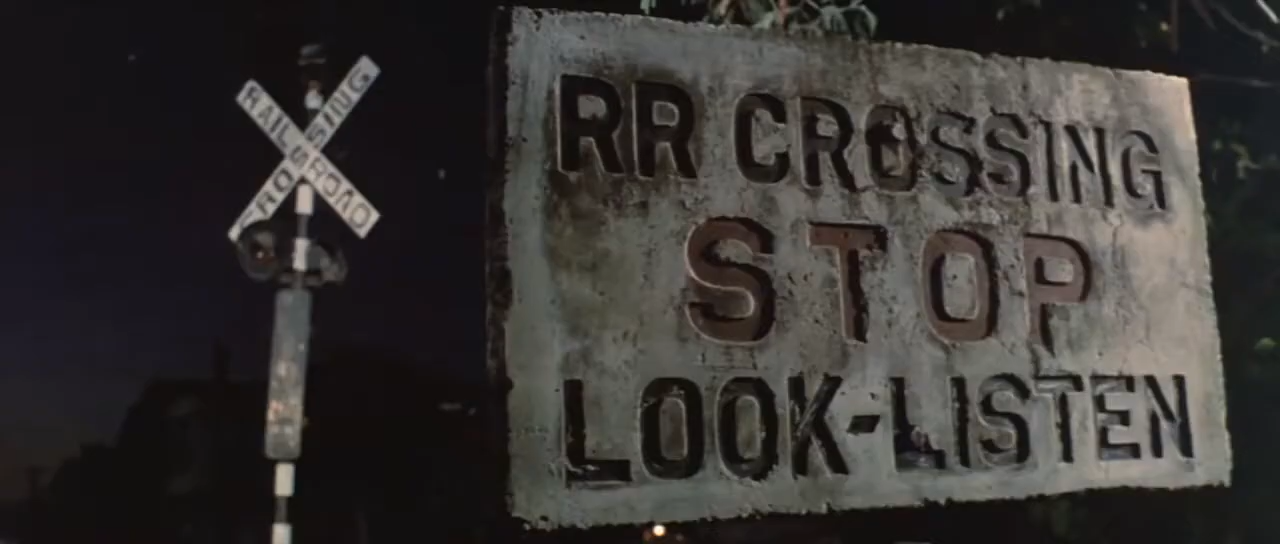 RAILROAD
CROSSING
RR CROSSING
STOP
LOOK-LISTEN